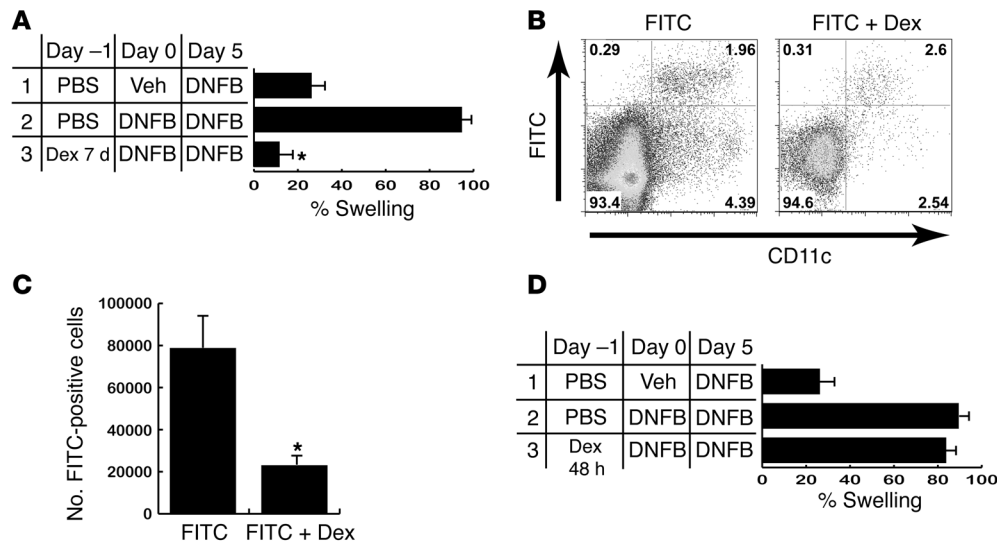 A
Day –1 Day 0 Day 5
1 PBS Veh DNFB
2 PBS DNFB DNFB
3 Dex 7 d DNFB DNFB
*
0 20 40 60 80 100
% Swelling
B
FITC FITC + Dex
0.29 1.96 0.31 2.6
FITC
93.4 4.39 94.6 2.54
CD11c
C
No. FITC-positive cells
100000
80000
60000
40000
20000
0
*
FITC FITC + Dex
D
Day –1 Day 0 Day 5
1 PBS Veh DNFB
2 PBS DNFB DNFB
3 Dex DNFB DNFB
48 h
0 20 40 60 80 100
% Swelling